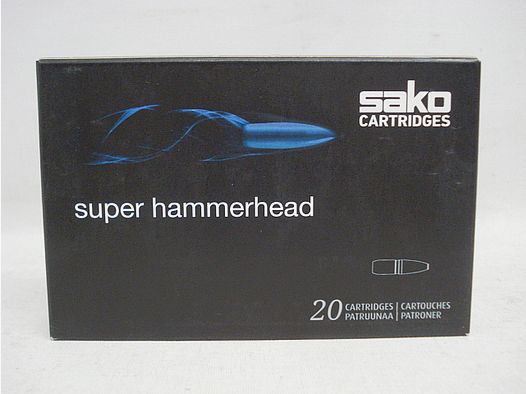 sako
CARTRIDGES
super hammerhead
20 CARTRIDGES | CARTOUCHES
PATRUUNAA | PATRONER